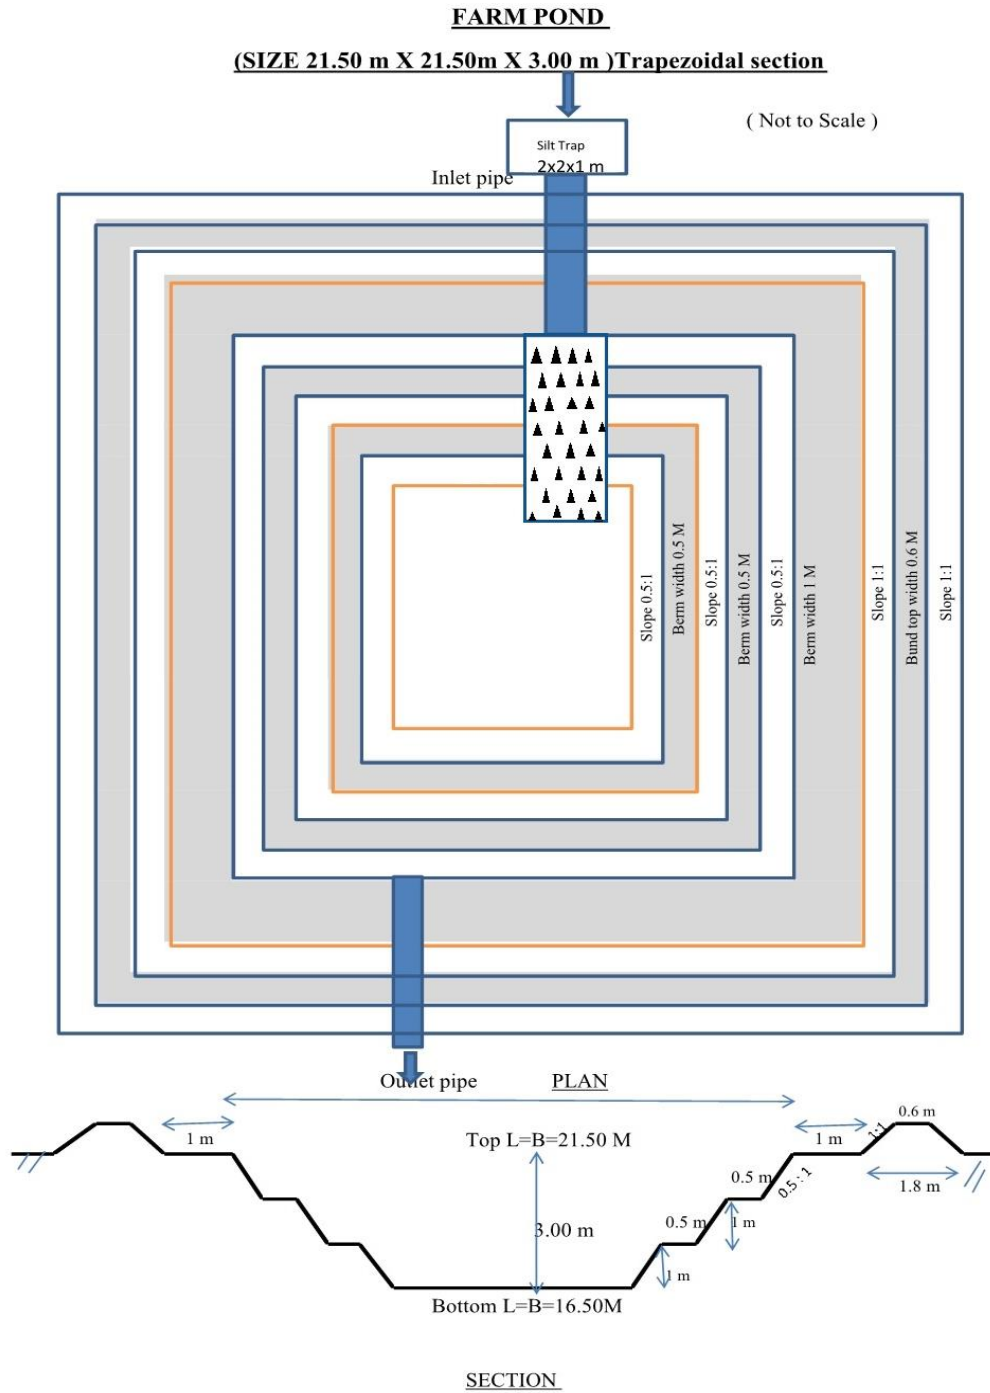 FARM POND
(SIZE 21.50 m X 21.50m X 3.00 m )Trapezoidal section
( Not to Scale )
Silt Trap
2x2x1 m
Inlet pipe
Slope 0.5:1
Berm width 0.5 M
Slope 0.5:1
Berm width 0.5 M
Slope 0.5:1
Berm width 1 M
Slope 1:1
Bund top width 0.6 M
Slope 1:1
Outlet pipe
PLAN
0.6 m
1 m
Top L=B=21.50 M
1 m
1:1
0.5 m
0.5 : 1
1.8 m
3.00 m
0.5 m
1 m
1 m
Bottom L=B=16.50M
SECTION